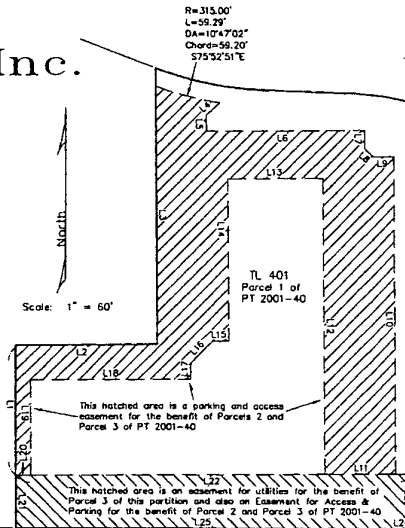 R=315.00'
L=59.29'
DA=10°47'02"
Chord=59.20'
S75°52'51"E
Inc.
L4
L5
L6
L7
L8
L9
L13
L3
L14
North
TL 401
Parcel 1 of
PT 2001-40
Scale: 1" = 60'
L12
L10
L15
L16
L2
L17
L18
L1
L19
This hatched area is a parking and access
easement for the benefit of Parcels 2 and
Parcel 3 of PT 2001-40
L20
L11
L22
L21
This hatched area is an easement for utilities for the benefit of
Parcel 3 of this partition and also an Easement for Access &
Parking for the benefit of Parcel 2 and Parcel 3 of PT 2001-40
L25